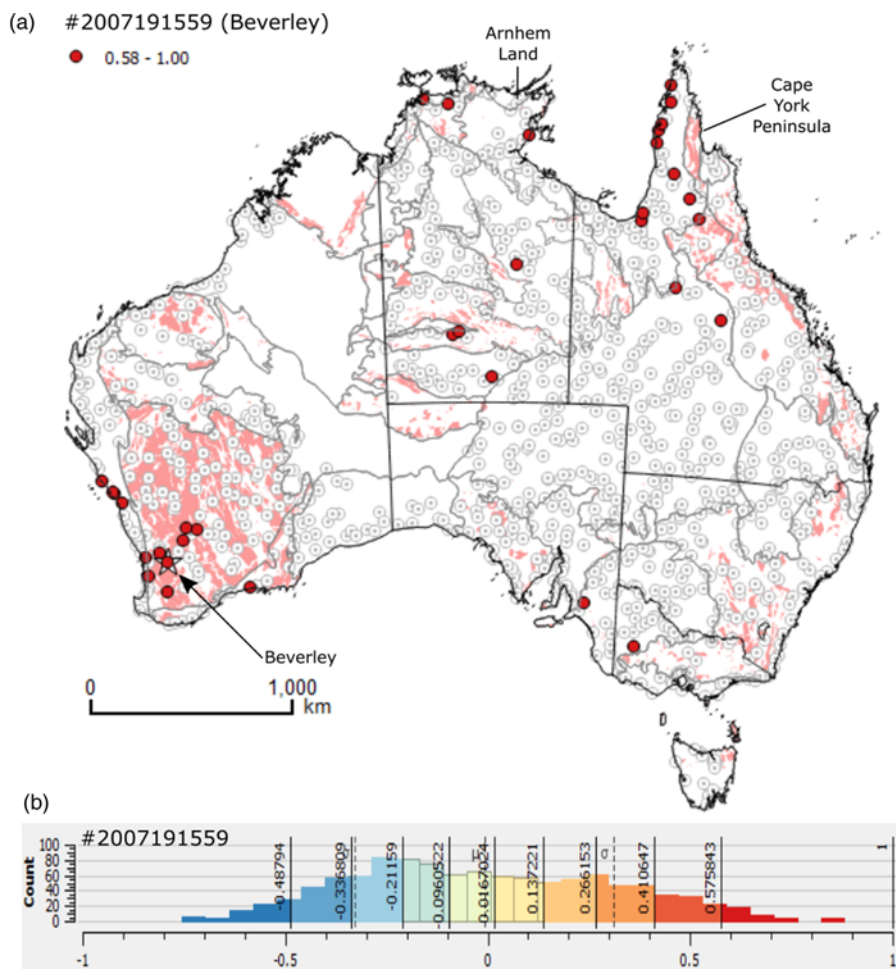 (a) #2007191559 (Beverley)
0.58 - 1.00
Arnhem
Land
Cape
York
Peninsula
Beverley
0 1,000
km
(b)
#2007191559
Count
100
80
60
40
20
0
-0.48794
-0.336809
-0.21159
0.0960522
μ
0.0167024
0.137221
0.266153
σ
0.410647
0.575843
1
-1 -0.5 0 0.5 1